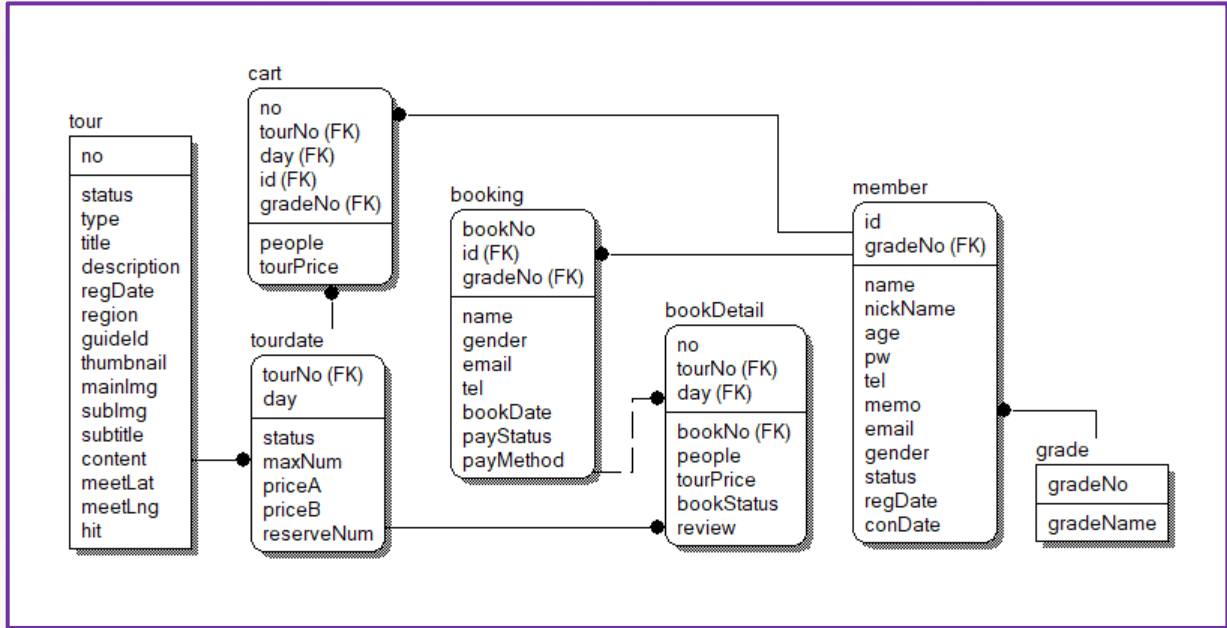 tour
no
status
type
title
description
regDate
region
guideId
thumbnail
mainImg
subImg
subtitle
content
meetLat
meetLng
hit
cart
no
tourNo (FK)
day (FK)
id (FK)
gradeNo (FK)
people
tourPrice
tourdate
tourNo (FK)
day
status
maxNum
priceA
priceB
reserveNum
booking
bookNo
id (FK)
gradeNo (FK)
name
gender
email
tel
bookDate
payStatus
payMethod
bookDetail
no
tourNo (FK)
day (FK)
bookNo (FK)
people
tourPrice
bookStatus
review
member
id
gradeNo (FK)
name
nickName
age
pw
tel
memo
email
gender
status
regDate
conDate
grade
gradeNo
gradeName